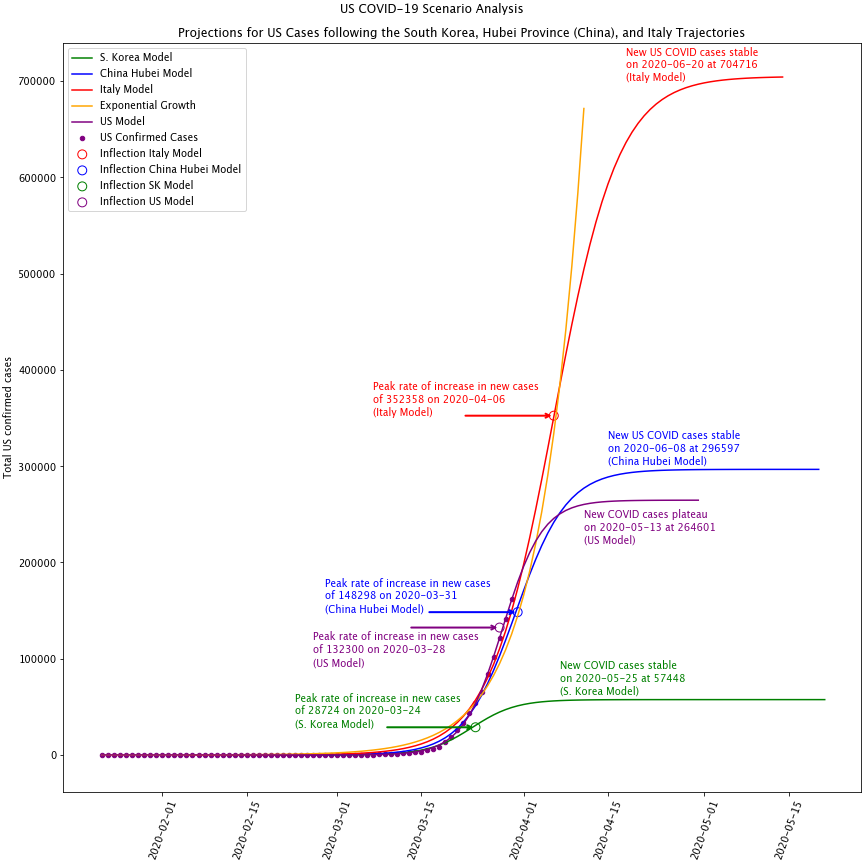 US COVID-19 Scenario Analysis
Projections for US Cases following the South Korea, Hubei Province (China), and Italy Trajectories
S. Korea Model
China Hubei Model
Italy Model
Exponential Growth
US Model
US Confirmed Cases
Inflection Italy Model
Inflection China Hubei Model
Inflection SK Model
Inflection US Model
New US COVID cases stable
on 2020-06-20 at 704716
(Italy Model)
Peak rate of increase in new cases
of 352358 on 2020-04-06
(Italy Model)
New US COVID cases stable
on 2020-06-08 at 296597
(China Hubei Model)
New COVID cases plateau
on 2020-05-13 at 264601
(US Model)
Peak rate of increase in new cases
of 148298 on 2020-03-31
(China Hubei Model)
Peak rate of increase in new cases
of 132300 on 2020-03-28
(US Model)
New COVID cases stable
on 2020-05-25 at 57448
(S. Korea Model)
Peak rate of increase in new cases
of 28724 on 2020-03-24
(S. Korea Model)
Total US confirmed cases
700000
600000
500000
400000
300000
200000
100000
0
2020-02-01
2020-02-15
2020-03-01
2020-03-15
2020-04-01
2020-04-15
2020-05-01
2020-05-15